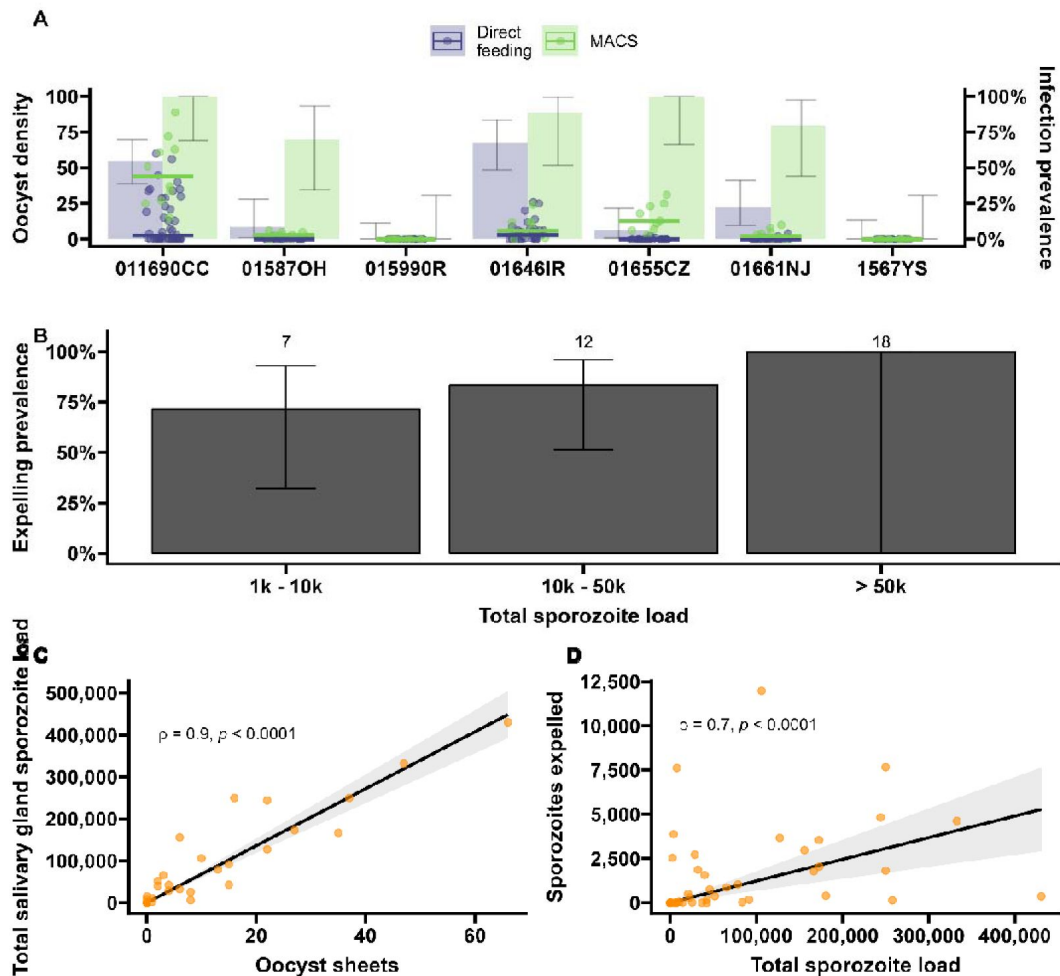 A
Direct feeding
MACS
Oocyst density
100
75
50
25
0
Infection prevalence
100%
75%
50%
25%
0%
011690CC 01587OH 015990R 01646IR 01655CZ 01661NJ 1567YS
B
Expelling prevalence
100%
75%
50%
25%
0%
7 12 18
1k - 10k 10k - 50k > 50k
Total sporozoite load
C
Total salivary gland sporozoite load
500,000
400,000
300,000
200,000
100,000
0
ρ = 0.9, p < 0.0001
0 20 40 60
Oocyst sheets
D
Sporozoites expelled
12,500
10,000
7,500
5,000
2,500
0
= 0.7, p < 0.0001
0 100,000 200,000 300,000 400,000
Total sporozoite load